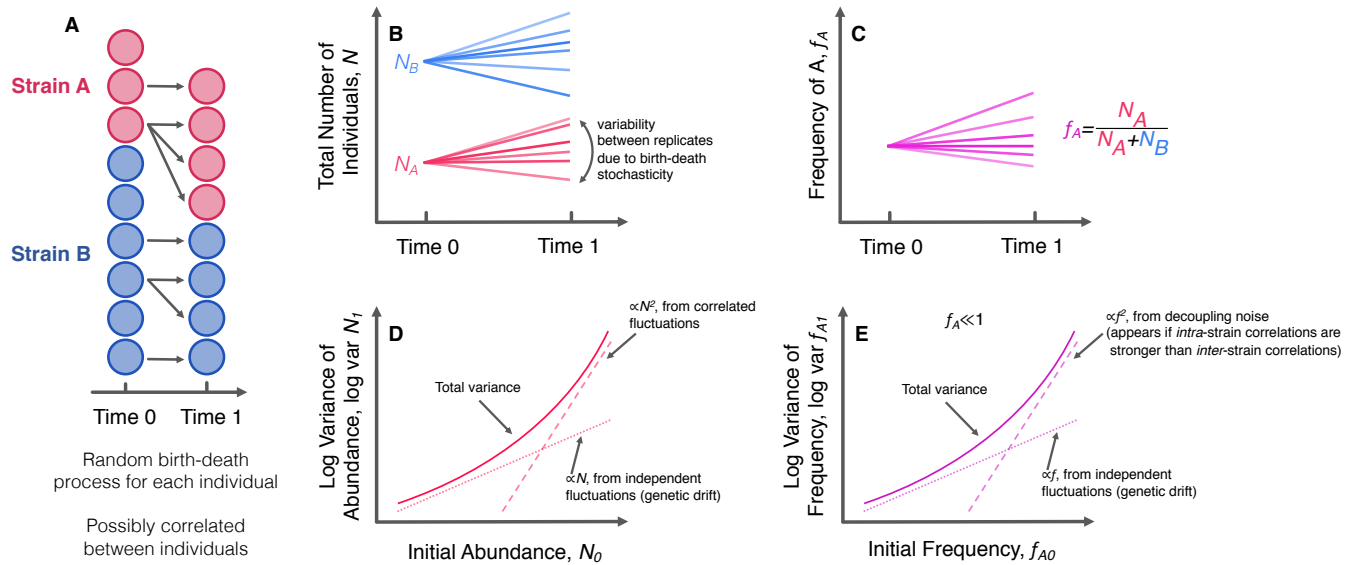 A
Strain A
Strain B
Time 0
Time 1
Random birth-death
process for each individual
Possibly correlated
between individuals
B
Total Number of
Individuals, N
N_B
N_A
variability
between replicates
due to birth-death
stochasticity
Time 0
Time 1
C
Frequency of A, f_A
f_A=N_A/N_A+N_B
Time 0
Time 1
D
Log Variance of
Abundance, log var N_1
∝N², from correlated
fluctuations
Total variance
∝N, from independent
fluctuations (genetic drift)
Initial Abundance, N_0
E
Log Variance of
Frequency, log var f_A1
f_A≪1
∝f², from decoupling noise
(appears if intra-strain correlations are
stronger than inter-strain correlations)
Total variance
∝f, from independent
fluctuations (genetic drift)
Initial Frequency, f_A0